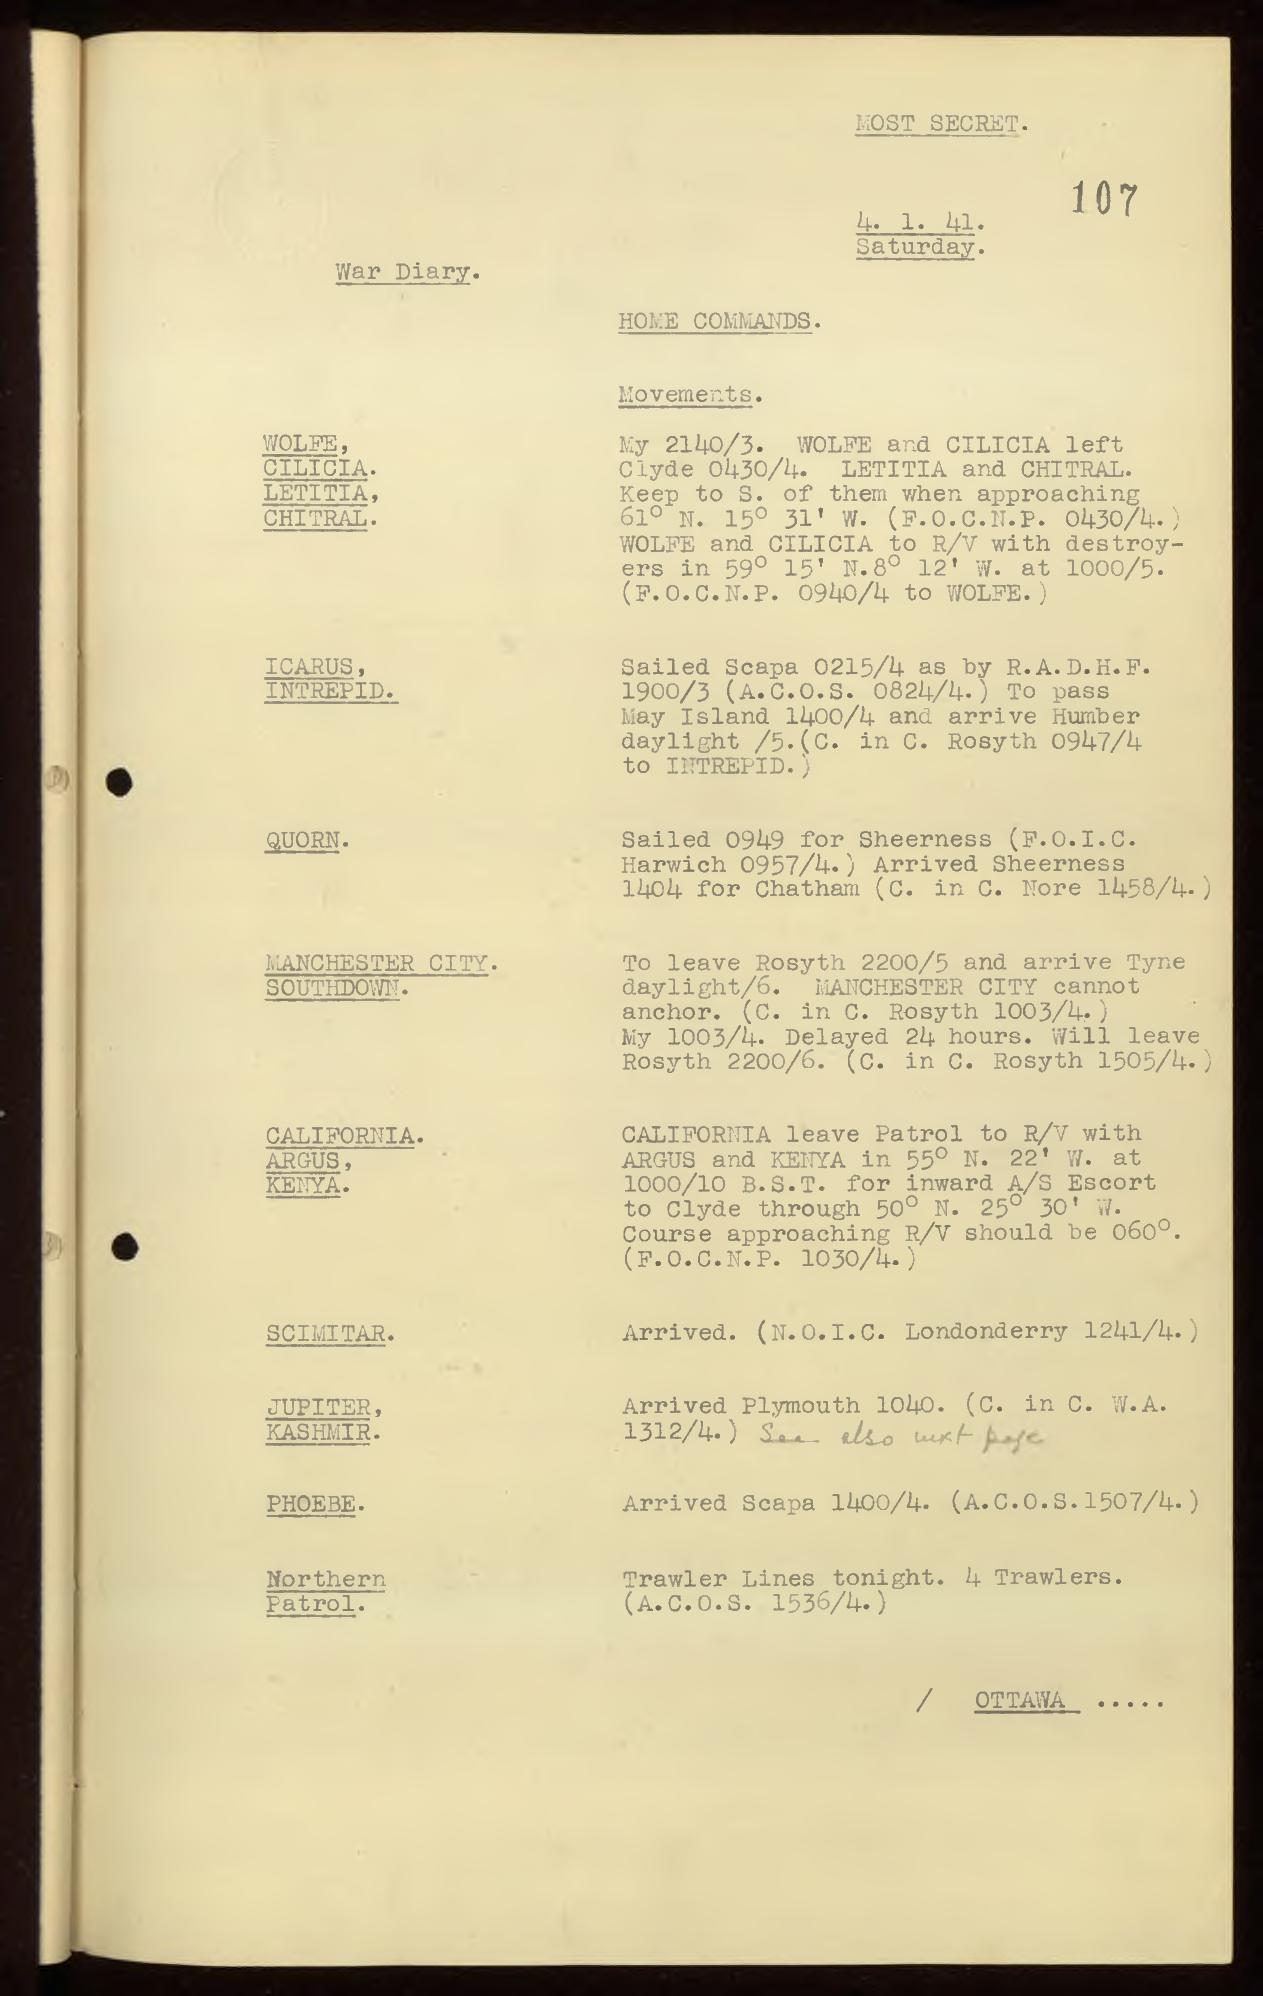 MOST SECRET.
107
4. 1. 41.
Saturday.
War Diary.
HOME COMMANDS.
Movements.
WOLFE,
CILICIA.
LETITIA,
CHITRAL.
My 2140/3. WOLFE and CILICIA left
Clyde 0430/4. LETITIA and CHITRAL.
Keep to S. of them when approaching
61° N. 15° 31' W. (F.O.C.N.P. 0430/4.)
WOLFE and CILICIA to R/V with destroy-
ers in 59° 15' N.8° 12' W. at 1000/5.
(F.O.C.N.P. 0940/4 to WOLFE.)
ICARUS,
INTREPID.
Sailed Scapa 0215/4 as by R.A.D.H.F.
1900/3 (A.C.O.S. 0824/4.) To pass
May Island 1400/4 and arrive Humber
daylight /5.(C. in C. Rosyth 0947/4
to INTREPID.)
QUORN.
Sailed 0949 for Sheerness (F.O.I.C.
Harwich 0957/4.) Arrived Sheerness
1404 for Chatham (C. in C. Nore 1458/4.)
MANCHESTER CITY.
SOUTHDOWN.
To leave Rosyth 2200/5 and arrive Tyne
daylight/6. MANCHESTER CITY cannot
anchor. (C. in C. Rosyth 1003/4.)
My 1003/4. Delayed 24 hours. Will leave
Rosyth 2200/6. (C. in C. Rosyth 1505/4.)
CALIFORNIA.
ARGUS,
KENYA.
CALIFORNIA leave Patrol to R/V with
ARGUS and KENYA in 55° N. 22' W. at
1000/10 B.S.T. for inward A/S Escort
to Clyde through 50° N. 25° 30' W.
Course approaching R/V should be 060°.
(F.O.C.N.P. 1030/4.)
SCIMITAR.
Arrived. (N.O.I.C. Londonderry 1241/4.)
JUPITER,
KASHMIR.
Arrived Plymouth 1040. (C. in C. W.A.
1312/4.) See also next page
PHOEBE.
Arrived Scapa 1400/4. (A.C.O.S.1507/4.)
Northern
Patrol.
Trawler Lines tonight. 4 Trawlers.
(A.C.O.S. 1536/4.)
/ OTTAWA .....